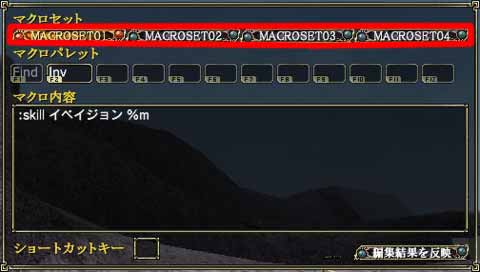 マクロセット
MACROSET01 MACROSET02 MACROSET03 MACROSET04
マクロパレット
Find Inv
F1 F2 F3 F4 F5 F6 F7 F8 F9 F10 F11 F12
マクロ内容
:skill イベイジョン %m
ショートカットキー
編集結果を反映